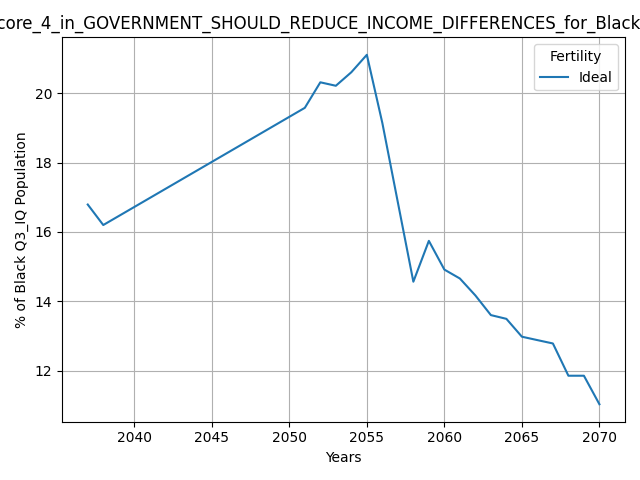 core_4_in_GOVERNMENT_SHOULD_REDUCE_INCOME_DIFFERENCES_for_Black
Fertility
Ideal
% of Black Q3_IQ Population
20
18
16
14
12
2040 2045 2050 2055 2060 2065 2070
Years